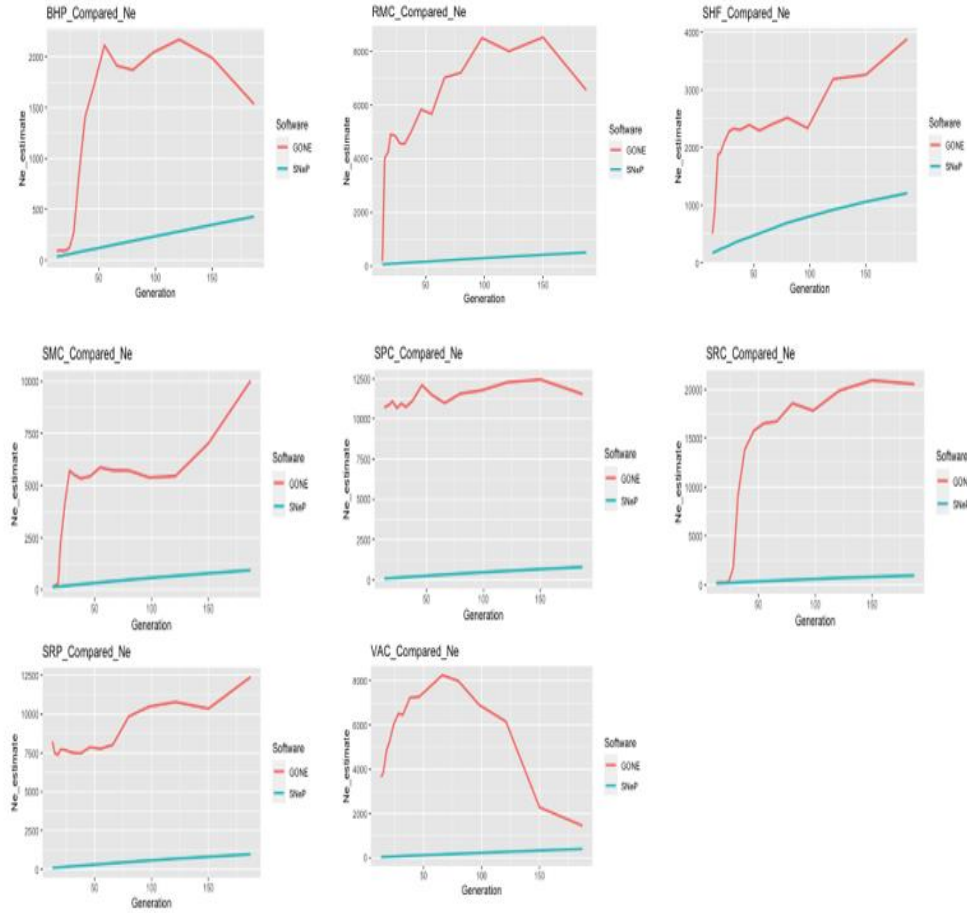 BHP_Compared_Ne
Ne_estimate
2000
1500
1000
500
0
50
100
150
Generation
Software
GONE
SNeP
RMC_Compared_Ne
Ne_estimate
8000
6000
4000
2000
0
50
100
150
Generation
Software
GONE
SNeP
SHF_Compared_Ne
Ne_estimate
4000
3000
2000
1000
0
50
100
150
Generation
Software
GONE
SNeP
SMC_Compared_Ne
Ne_estimate
10000
7500
5000
2500
0
50
100
150
Generation
Software
GONE
SNeP
SPC_Compared_Ne
Ne_estimate
12500
10000
7500
5000
2500
0
50
100
150
Generation
Software
GONE
SNeP
SRC_Compared_Ne
Ne_estimate
20000
15000
10000
5000
0
50
100
150
Generation
Software
GON
SNeP
SRP_Compared_Ne
Ne_estimate
12500
10000
7500
5000
2500
0
50
100
150
Generation
Software
GONE
SNeP
VAC_Compared_Ne
Ne_estimate
8000
6000
4000
2000
0
50
100
150
Generation
Software
GONE
SNeP